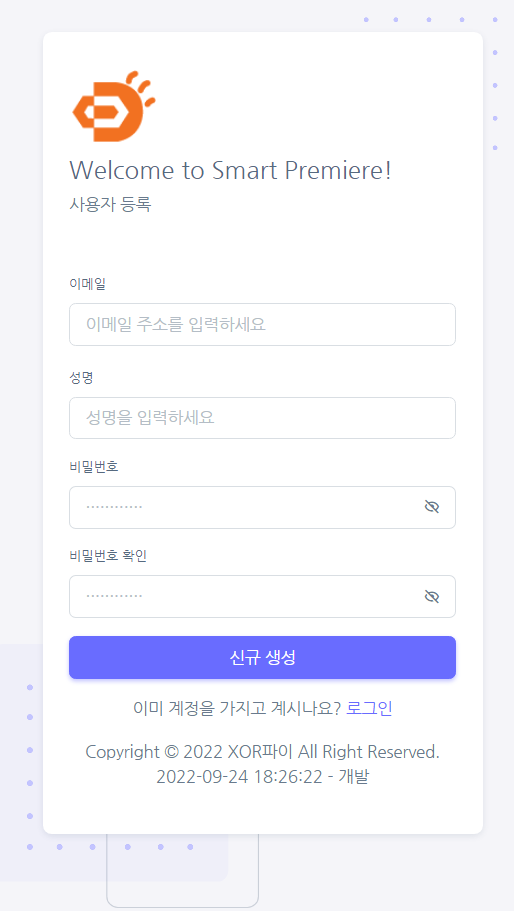 Welcome to Smart Premiere!
사용자 등록
이메일
이메일 주소를 입력하세요
성명
성명을 입력하세요
비밀번호
············
비밀번호 확인
············
신규 생성
이미 계정을 가지고 계시나요? 로그인
Copyright © 2022 XOR파이 All Right Reserved.
2022-09-24 18:26:22 - 개발